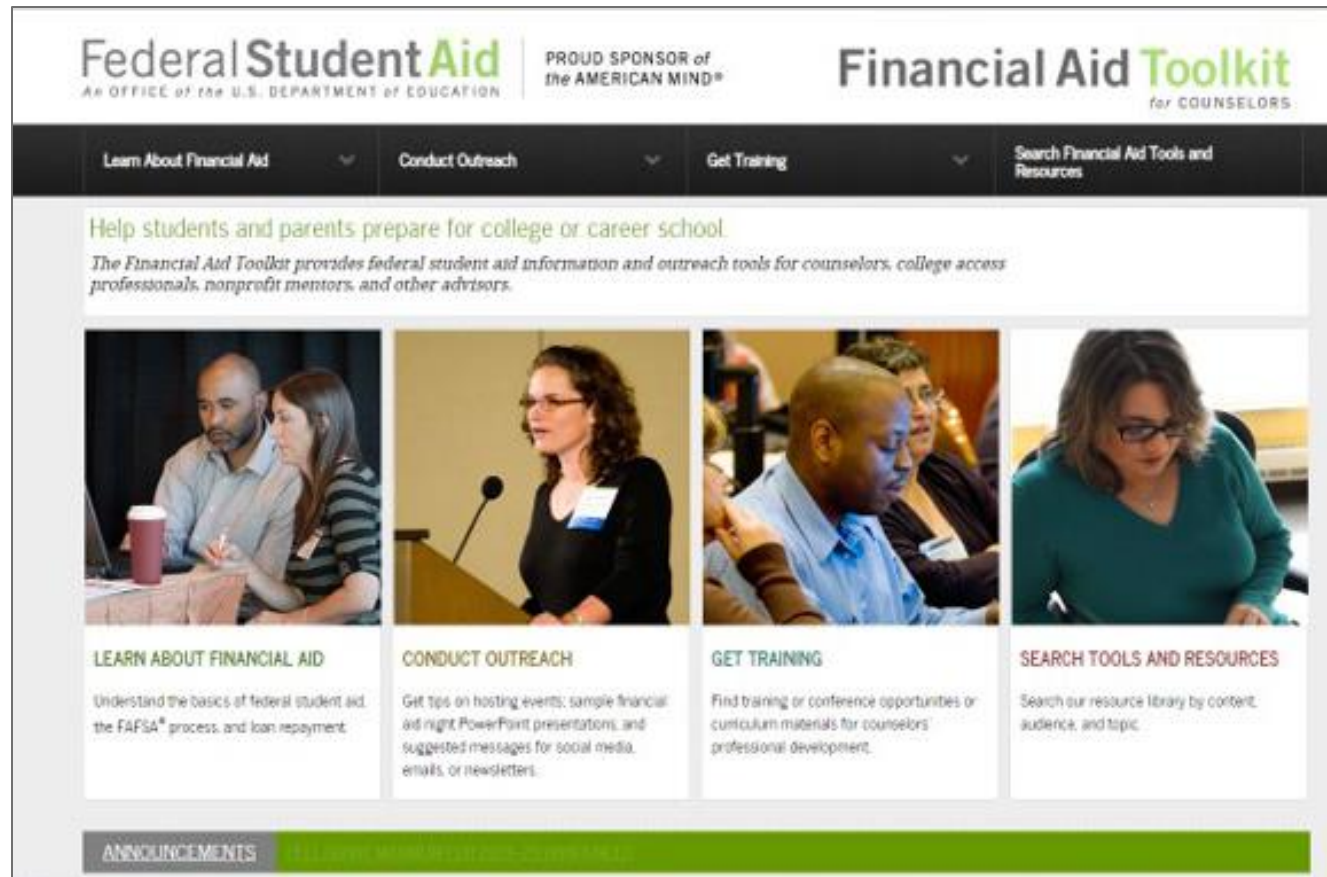 Federal Student Aid
An OFFICE of the U.S. DEPARTMENT of EDUCATION
PROUD SPONSOR of
the AMERICAN MIND®
Financial Aid Toolkit
for COUNSELORS
Learn About Financial Aid
Conduct Outreach
Get Training
Search Financial Aid Tools and
Resources
Help students and parents prepare for college or career school.
The Financial Aid Toolkit provides federal student aid information and outreach tools for counselors, college access
professionals, nonprofit mentors, and other advisors.
LEARN ABOUT FINANCIAL AID
Understand the basics of federal student aid,
the FAFSA® process, and loan repayment.
CONDUCT OUTREACH
Get tips on hosting events; sample financial
aid night PowerPoint presentations; and
suggested messages for social media,
emails, or newsletters.
GET TRAINING
Find training or conference opportunities or
curriculum materials for counselors'
professional development.
SEARCH TOOLS AND RESOURCES
Search our resource library by content,
audience, and topic.
ANNOUNCEMENTS